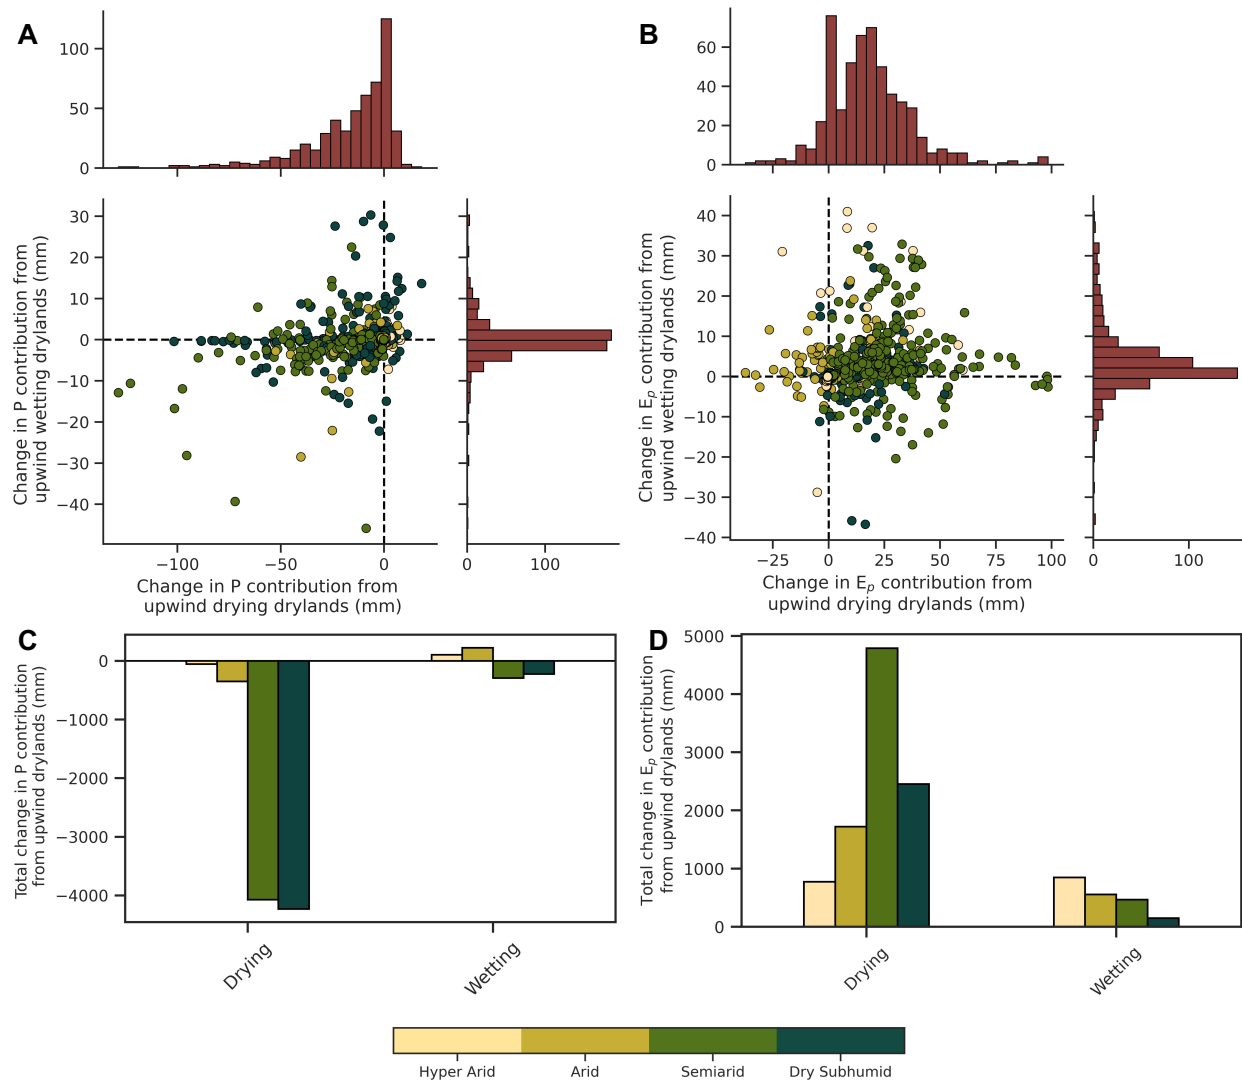 A
100
50
0
30
20
10
0
−10
−20
−30
−40
Change in P contribution from
upwind wetting drylands (mm)
−100
−50
0
0
100
Change in P contribution from
upwind drying drylands (mm)
B
60
40
20
0
40
30
20
10
0
−10
−20
−30
−40
Change in Ep contribution from
upwind wetting drylands (mm)
−25
0
25
50
75
100
0
100
Change in Ep contribution from
upwind drying drylands (mm)
C
0
−1000
−2000
−3000
−4000
Total change in P contribution
from upwind drylands (mm)
Drying
Wetting
D
5000
4000
3000
2000
1000
0
Total change in Ep contribution
from upwind drylands (mm)
Drying
Wetting
Hyper Arid
Arid
Semiarid
Dry Subhumid